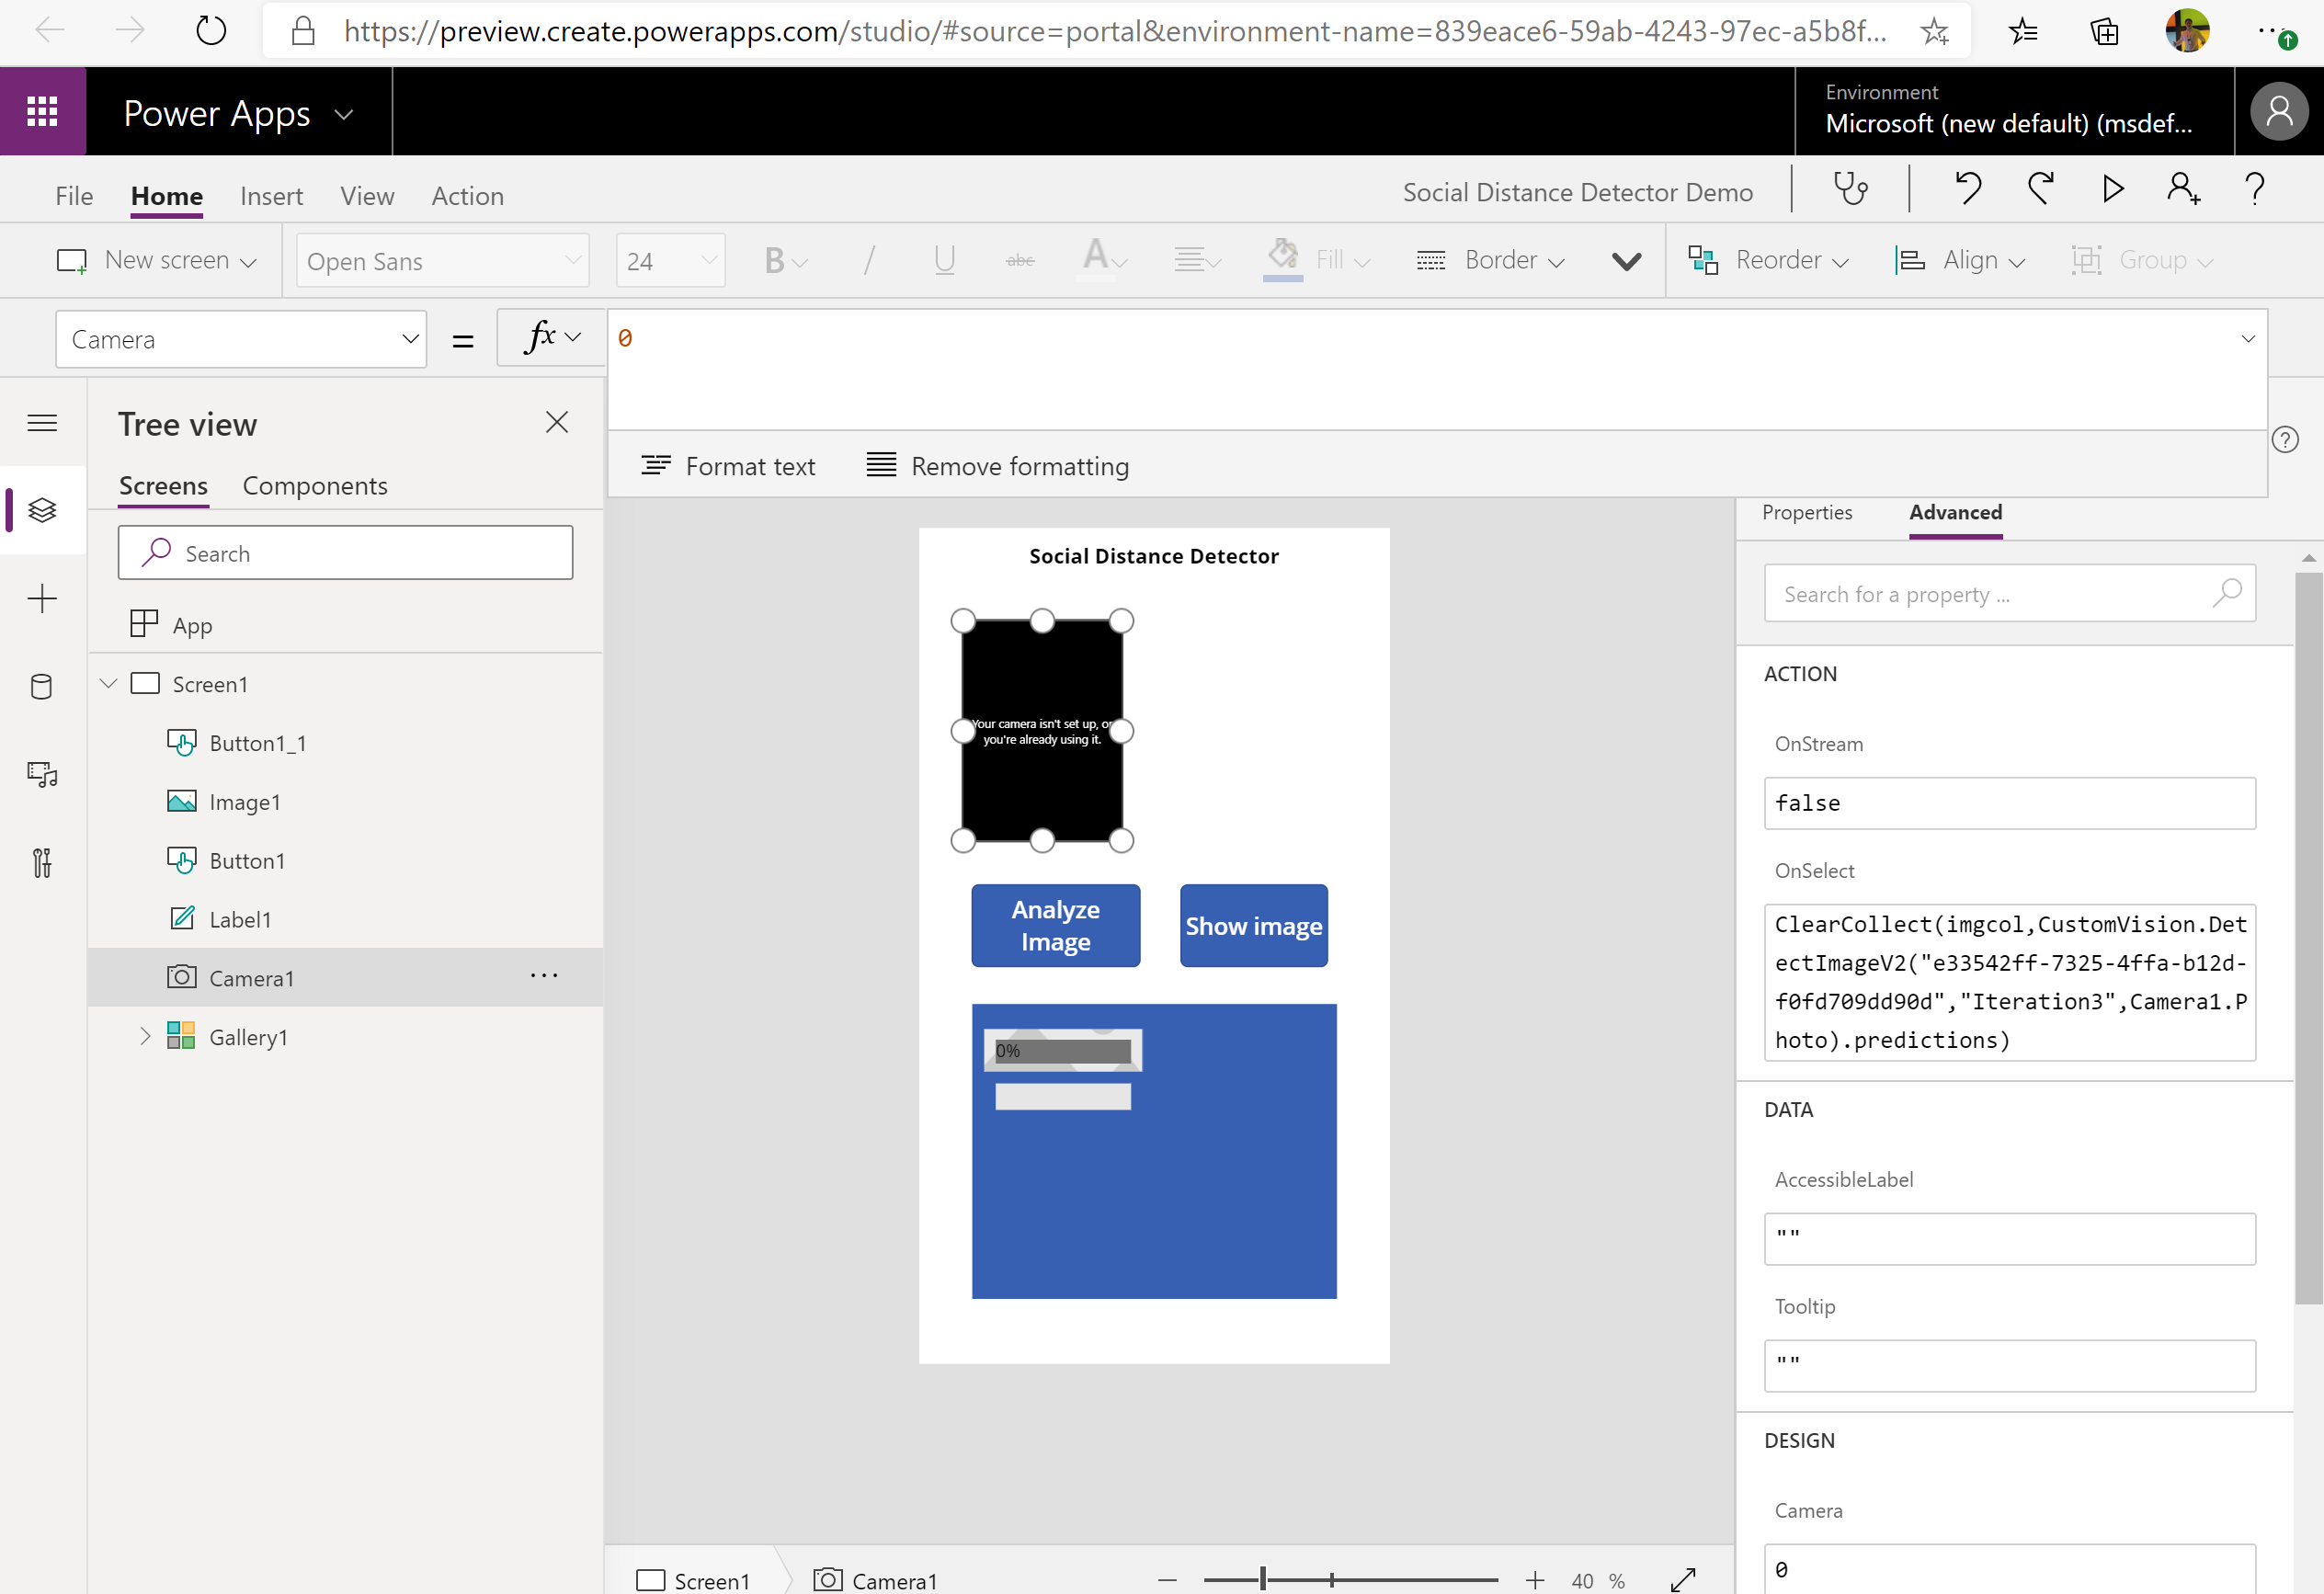 https://preview.create.powerapps.com/studio/#source=portal&environment-name=839eace6-59ab-4243-97ec-a5b8f...
Power Apps
Environment
Microsoft (new default) (msdef...
File Home Insert View Action
Social Distance Detector Demo
New screen
Open Sans
24
B
/
U
abc
A
Fill
Border
Reorder
Align
Group
Camera
=
fx
0
Format text
Remove formatting
Tree view
Screens Components
Search
App
Screen1
Button1_1
Image1
Button1
Label1
Camera1
...
Gallery1
Social Distance Detector
Your camera isn't set up, or
you're already using it.
Analyze
Image
Show image
0%
Properties Advanced
Search for a property ...
ACTION
OnStream
false
OnSelect
ClearCollect(imgcol,CustomVision.Det
ectImageV2("e33542ff-7325-4ffa-b12d-
f0fd709dd90d","Iteration3",Camera1.P
hoto).predictions)
DATA
AccessibleLabel
""
Tooltip
""
DESIGN
Camera
0
Screen1
Camera1
40 %